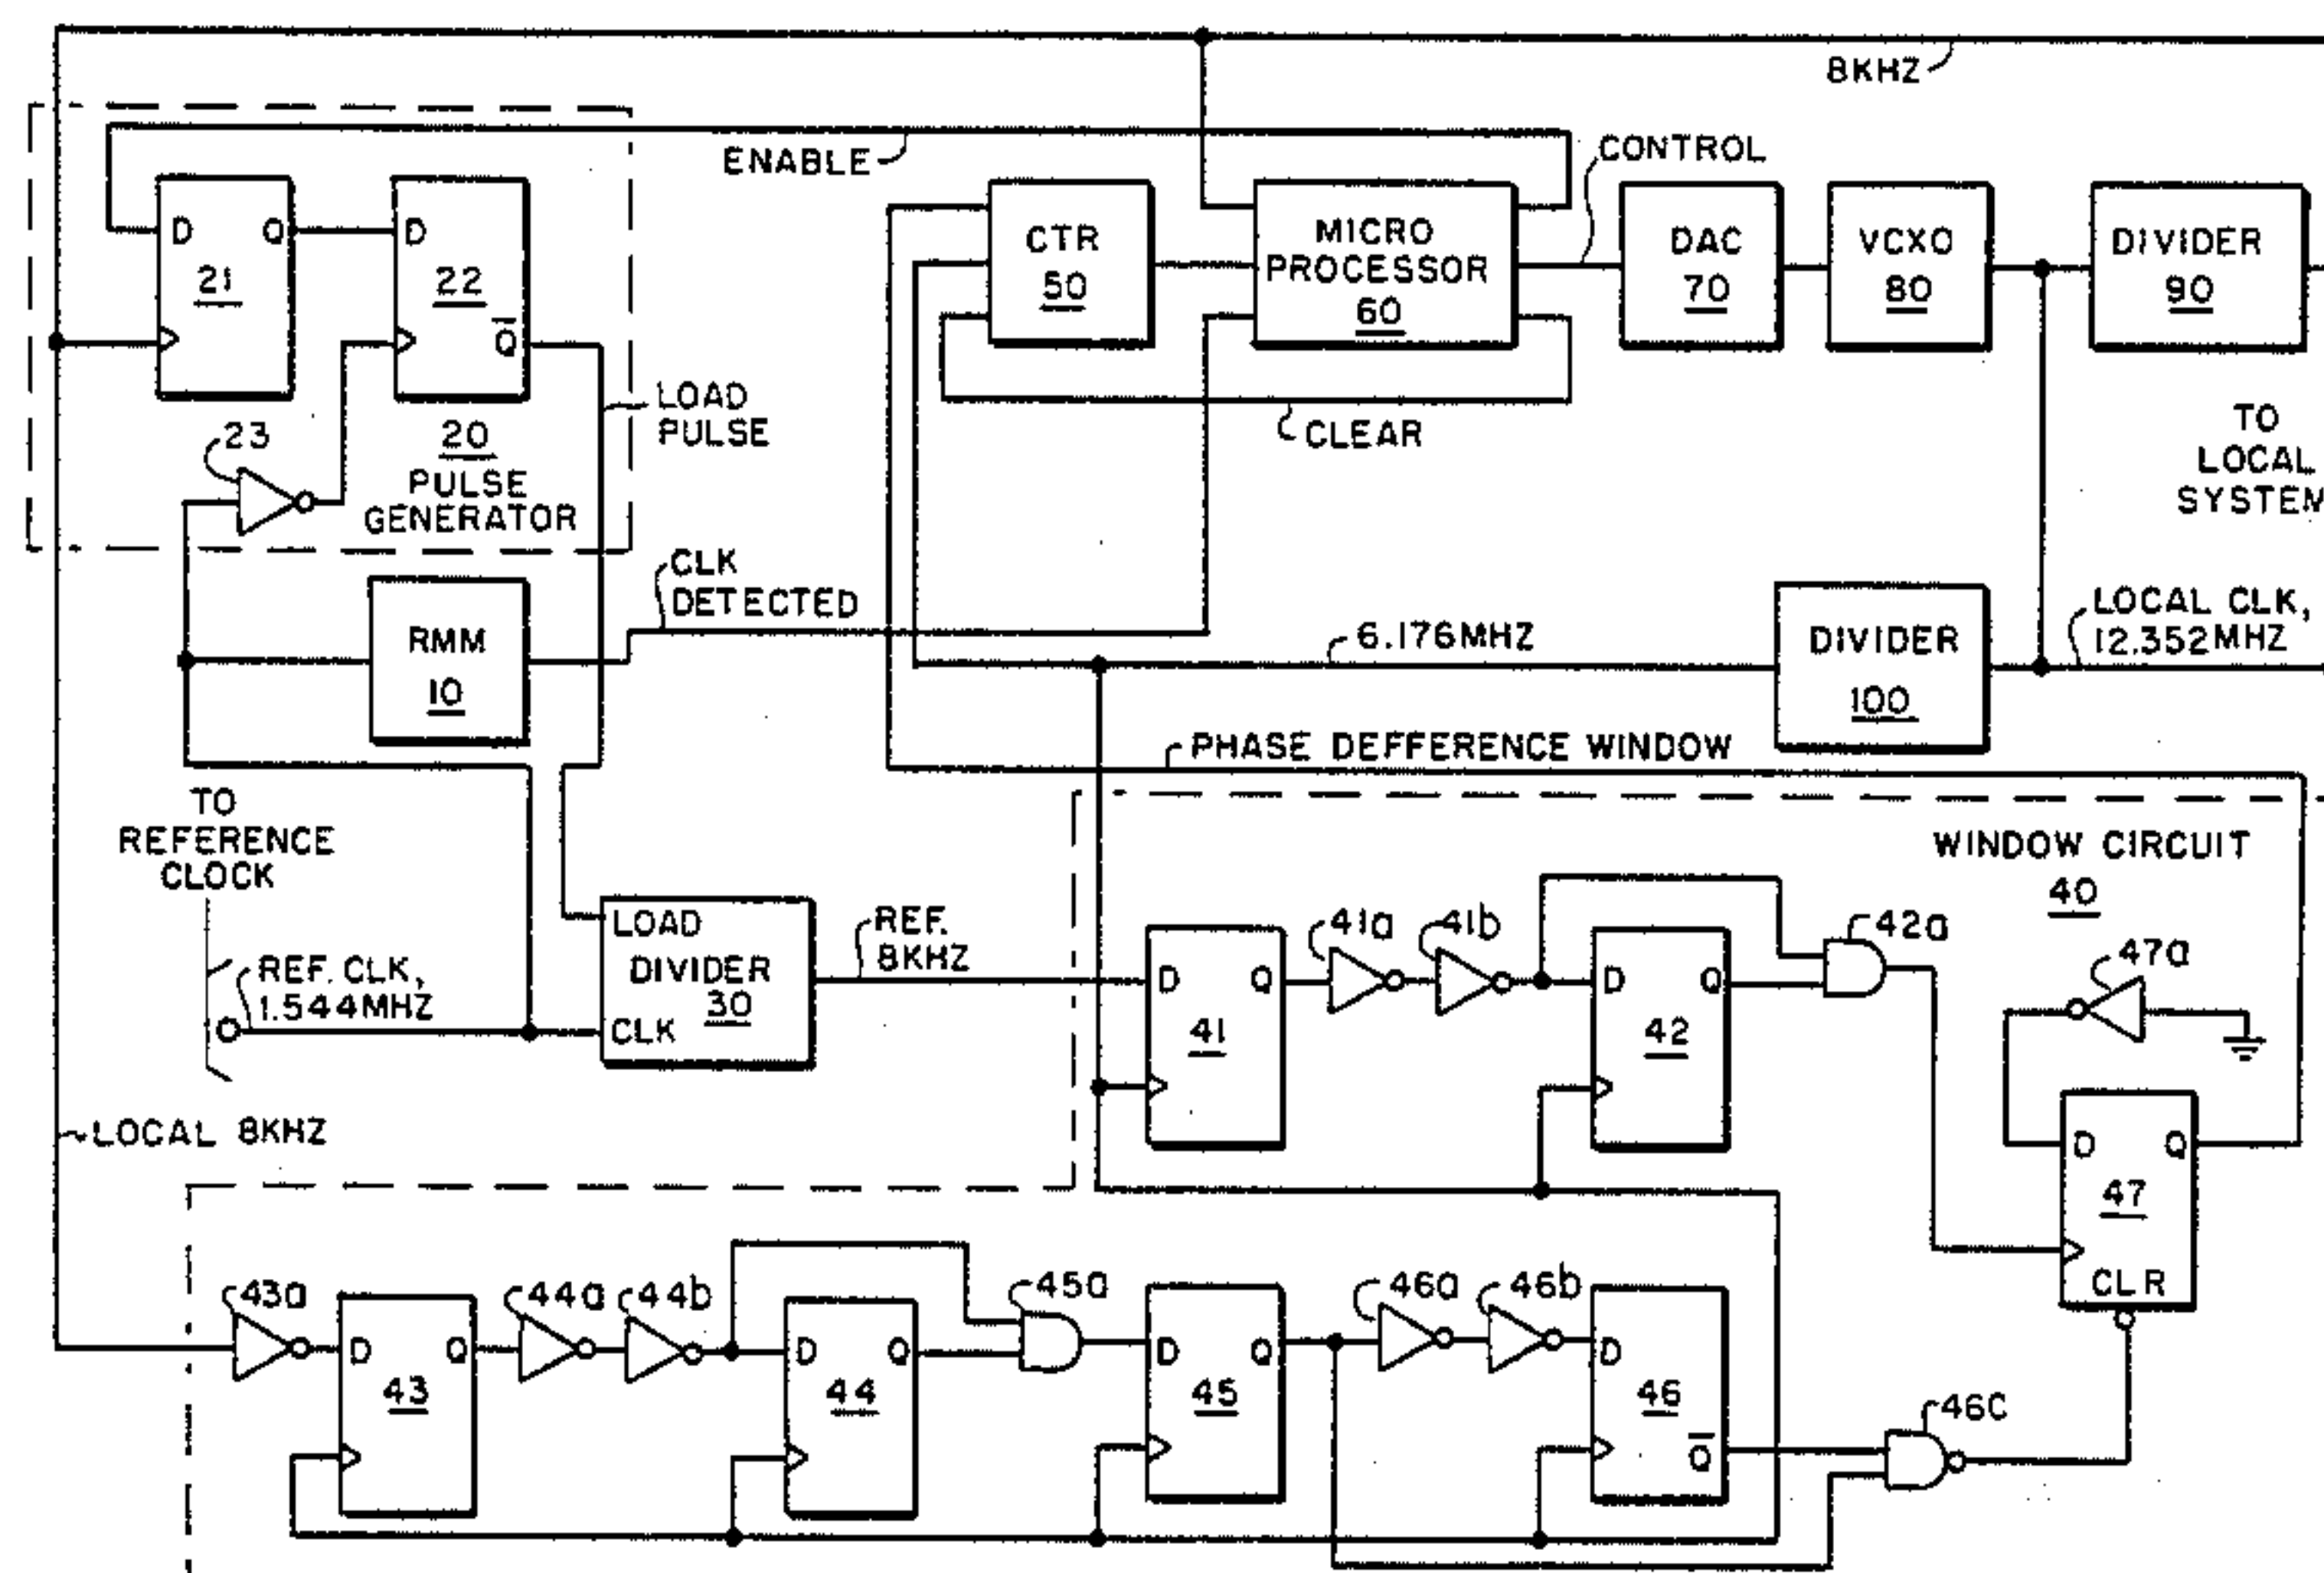 8KHZ
ENABLE
CONTROL
D Q
21
D
22
Q
CTR
50
MICRO
PROCESSOR
60
DAC
70
VCXO
80
DIVIDER
90
LOAD
PULSE
CLEAR
23
20
PULSE
GENERATOR
TO
LOCAL
SYSTEM
CLK
DETECTED
RMM
10
6.176MHZ
DIVIDER
100
LOCAL CLK,
12.352MHZ
PHASE DEFFERENCE WINDOW
TO
REFERENCE
CLOCK
WINDOW CIRCUIT
40
REF. CLK,
1.544MHZ
LOAD
DIVIDER
30
CLK
REF.
8KHZ
D Q
41
41a
41b
D Q
42
42a
47a
LOCAL 8KHZ
D Q
47
CLR
43a
D Q
43
44a
44b
D Q
44
45a
D Q
45
46a
46b
D
46
Q
46C